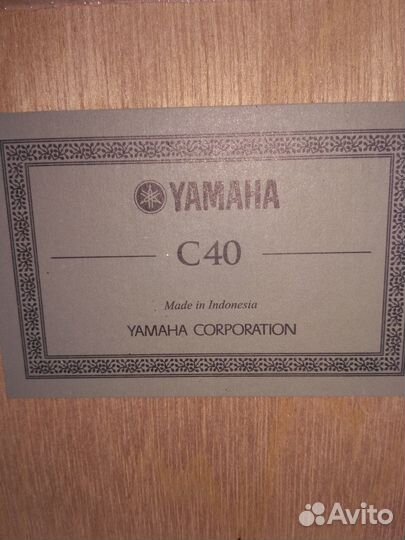 YAMAHA
C40
Made in Indonesia
YAMAHA CORPORATION
Avito